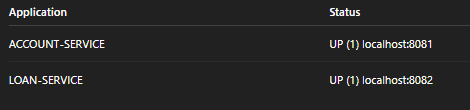 Application Status
ACCOUNT-SERVICE UP (1) localhost:8081
LOAN-SERVICE UP (1) localhost:8082